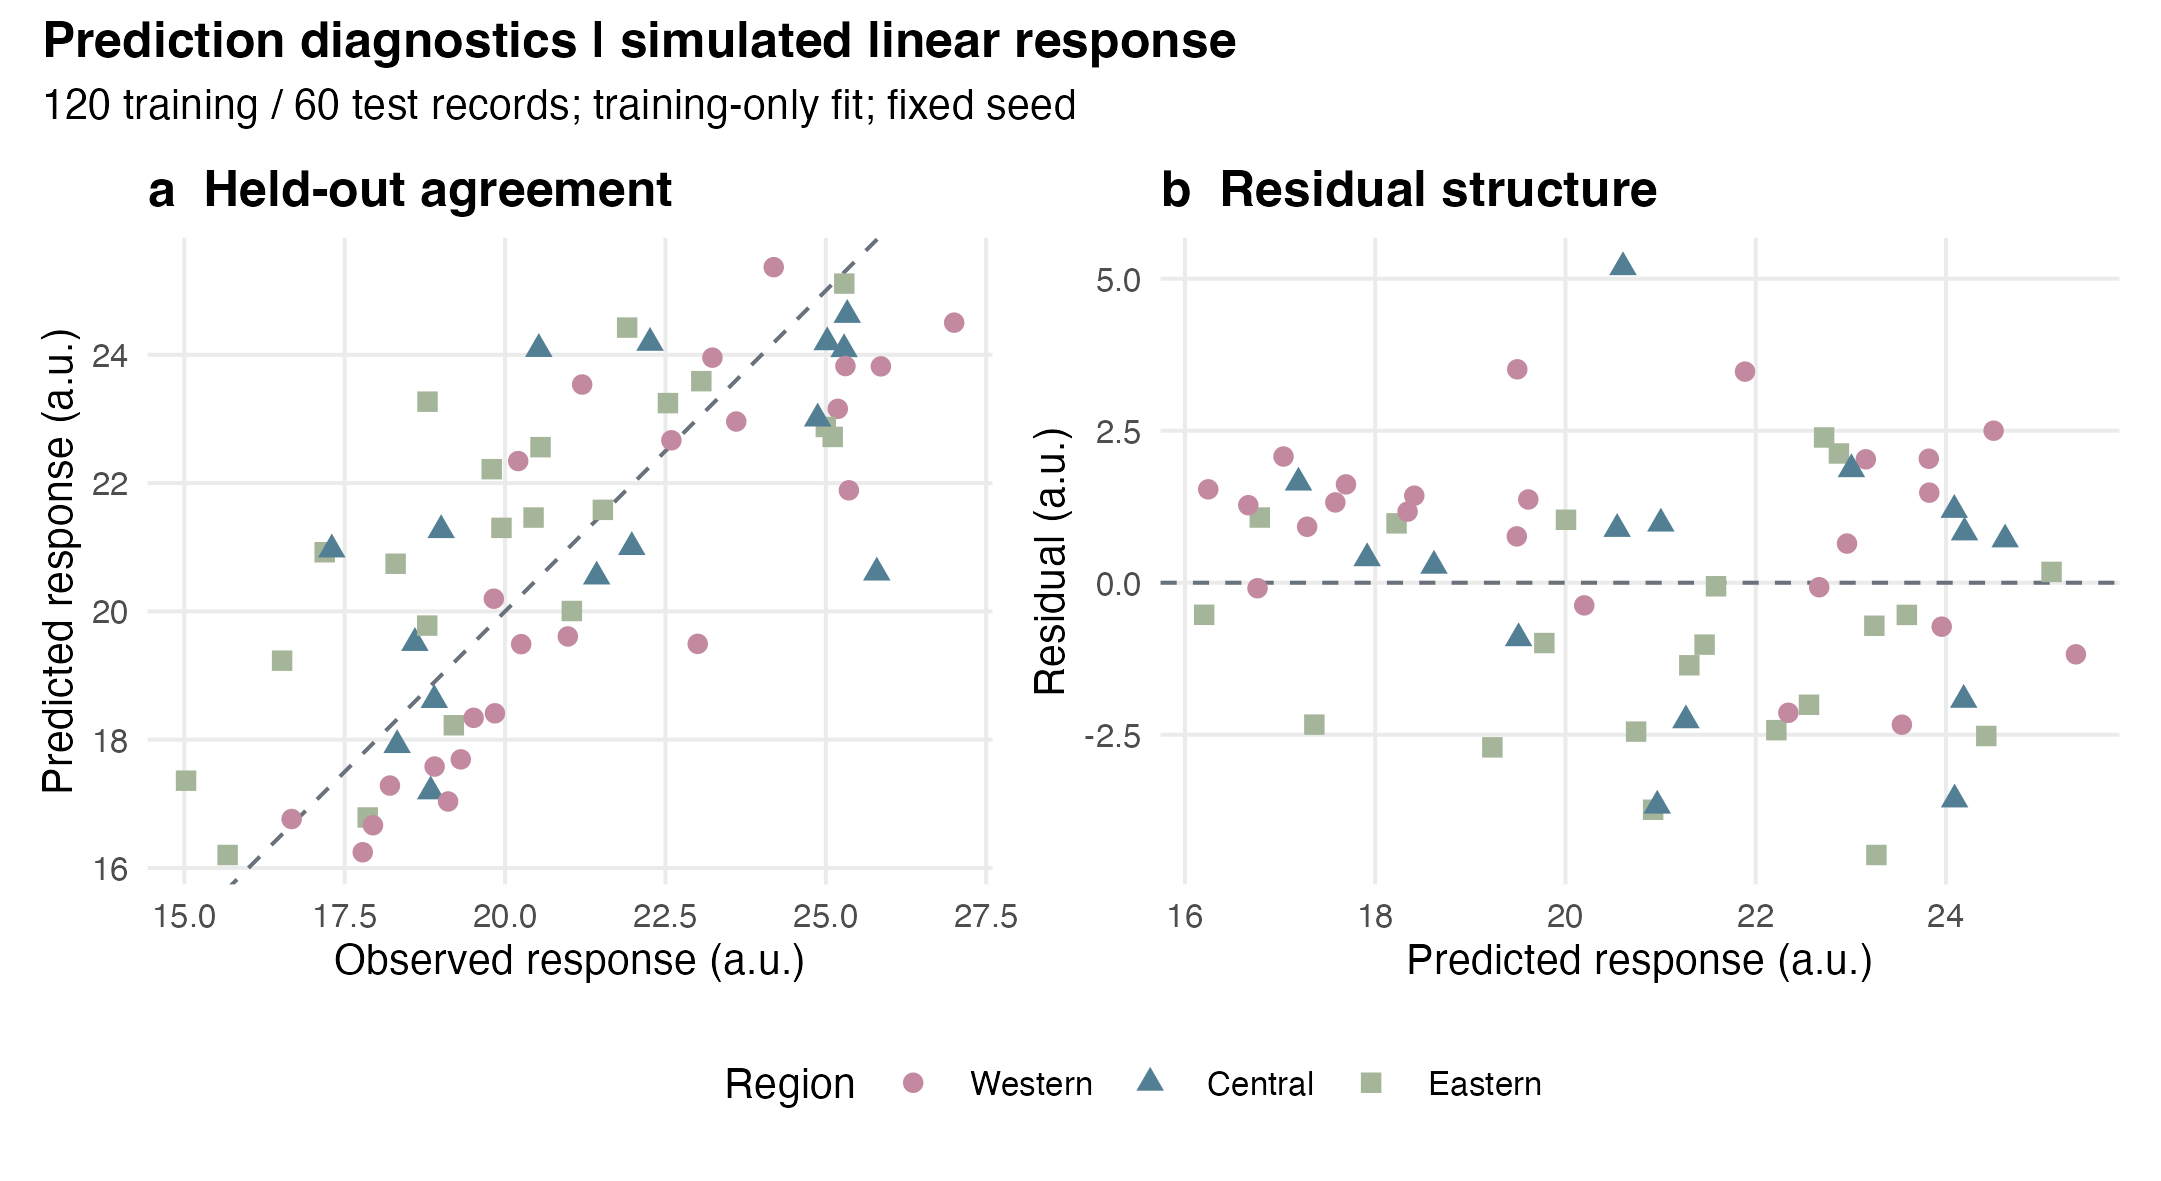 Prediction diagnostics | simulated linear response
120 training / 60 test records; training-only fit; fixed seed
a Held-out agreement
Predicted response (a.u.)
24
22
20
18
16
15.0 17.5 20.0 22.5 25.0 27.5
Observed response (a.u.)
b Residual structure
Residual (a.u.)
5.0
2.5
0.0
-2.5
16 18 20 22 24
Predicted response (a.u.)
Region Western Central Eastern